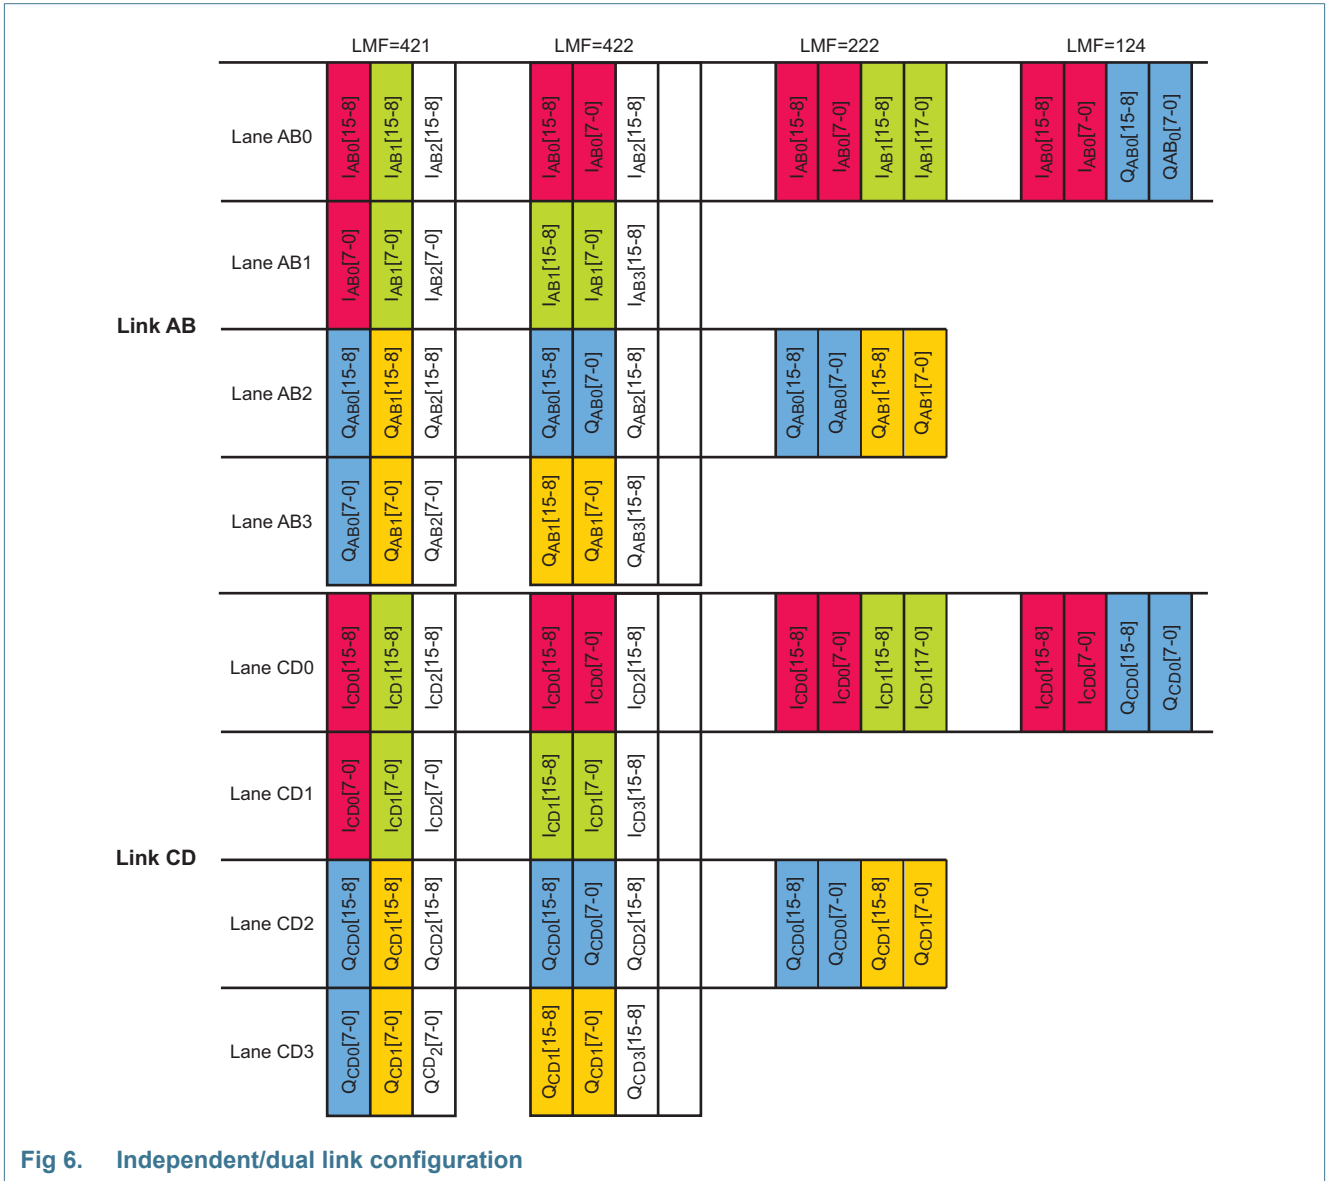 LMF=421 LMF=422 LMF=222 LMF=124
Lane AB0 IAB0[15-8] IAB1[15-8] IAB2[15-8] IAB0[15-8] IAB0[7-0] IAB2[15-8] IAB0[15-8] IAB0[7-0] IAB1[15-8] IAB1[17-0] IAB0[15-8] IAB0[7-0] QAB0[15-8] QAB0[7-0]
Lane AB1 IAB0[7-0] IAB1[7-0] IAB2[7-0] IAB1[15-8] IAB1[7-0] IAB3[15-8]
Link AB
Lane AB2 QAB0[15-8] QAB1[15-8] QAB2[15-8] QAB0[15-8] QAB0[7-0] QAB2[15-8] QAB0[15-8] QAB0[7-0] QAB1[15-8] QAB1[7-0]
Lane AB3 QAB0[7-0] QAB1[7-0] QAB2[7-0] QAB1[15-8] QAB1[7-0] QAB3[15-8]
Lane CD0 ICD0[15-8] ICD1[15-8] ICD2[15-8] ICD0[15-8] ICD0[7-0] ICD2[15-8] ICD0[15-8] ICD0[7-0] ICD1[15-8] ICD1[17-0] ICD0[15-8] ICD0[7-0] QCD0[15-8] QCD0[7-0]
Lane CD1 ICD0[7-0] ICD1[7-0] ICD2[7-0] ICD1[15-8] ICD1[7-0] ICD3[15-8]
Link CD
Lane CD2 QCD0[15-8] QCD1[15-8] QCD2[15-8] QCD0[15-8] QCD0[7-0] QCD2[15-8] QCD0[15-8] QCD0[7-0] QCD1[15-8] QCD1[7-0]
Lane CD3 QCD0[7-0] QCD1[7-0] QCD2[7-0] QCD1[15-8] QCD1[7-0] QCD3[15-8]
Fig 6. Independent/dual link configuration